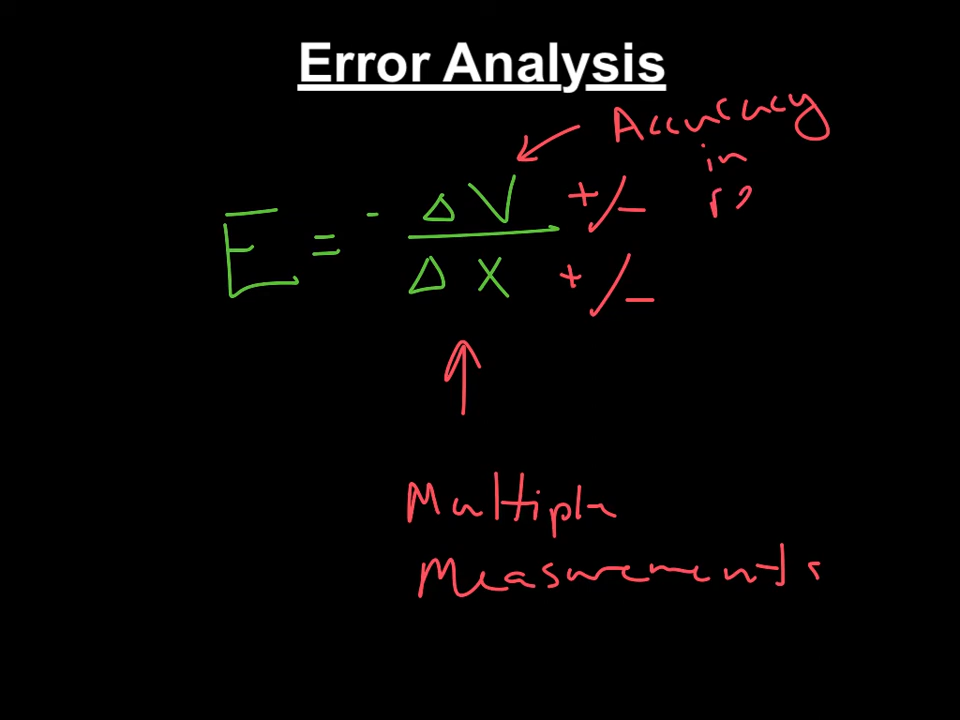 Error Analysis
Accuracy
in
E = - ΔV +/-
ΔX +/-
Multiple
Measurements